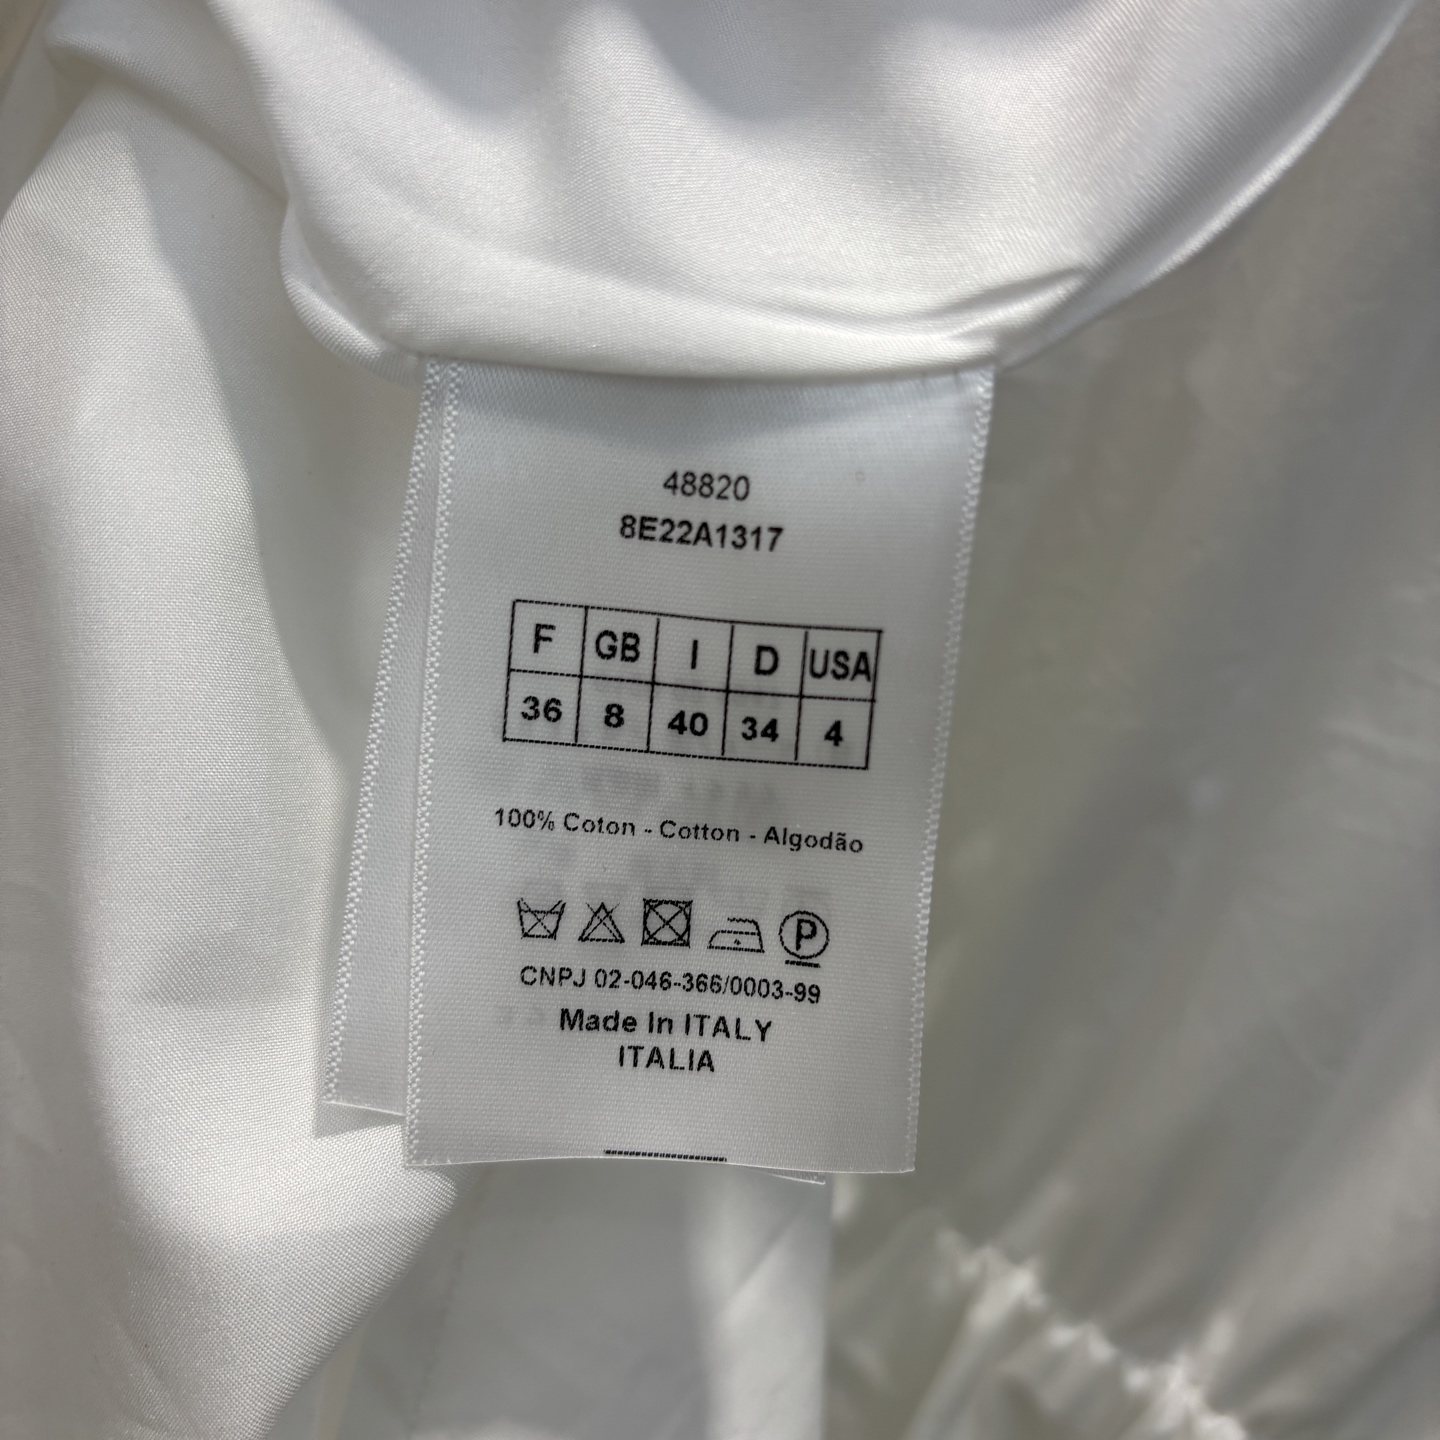 48820
8E22A1317
F GB I D USA
36 8 40 34 4
100% Coton - Cotton - Algodão
P
CNPJ 02-046-366/0003-99
Made In ITALY
ITALIA